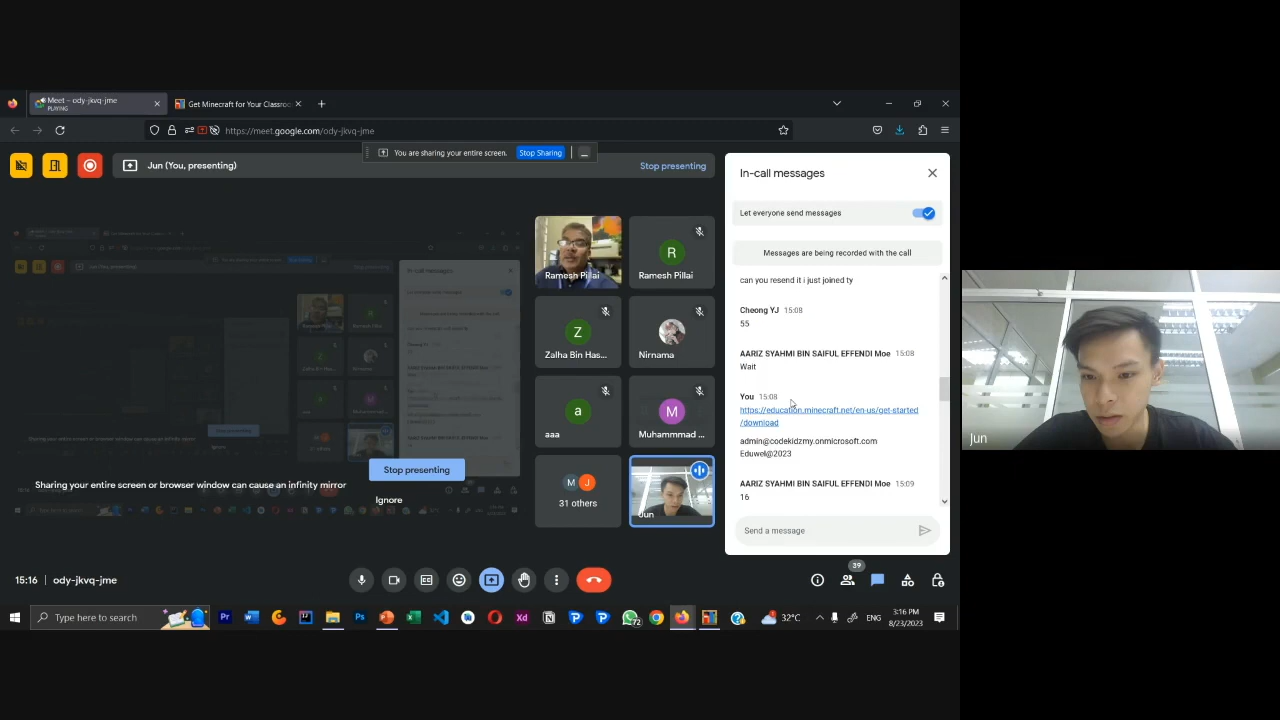 Meet – ody-jkvq-jme
PLAYING
Get Minecraft for Your Classroo
https://meet.google.com/ody-jkvq-jme
You are sharing your entire screen.
Stop Sharing
Jun (You, presenting)
Stop presenting
In-call messages
Let everyone send messages
Messages are being recorded with the call
can you resend it i just joined ty
Cheong YJ 15:08
55
AARIZ SYAHMI BIN SAIFUL EFFENDI Moe 15:08
Wait
You 15:08
https://education.minecraft.net/en-us/get-started
/download
admin@codekidzmy.onmicrosoft.com
Eduwel@2023
AARIZ SYAHMI BIN SAIFUL EFFENDI Moe 15:09
16
Send a message
Ramesh Pillai
R
Ramesh Pillai
Z
Zalha Bin Has...
Nirnama
a
aaa
M
Muhammmad ...
M J
31 others
Jun
Stop presenting
Sharing your entire screen or browser window can cause an infinity mirror
Ignore
15:16 ody-jkvq-jme
39
Type here to search
72
32°C
ENG
3:16 PM
8/23/2023
Jun